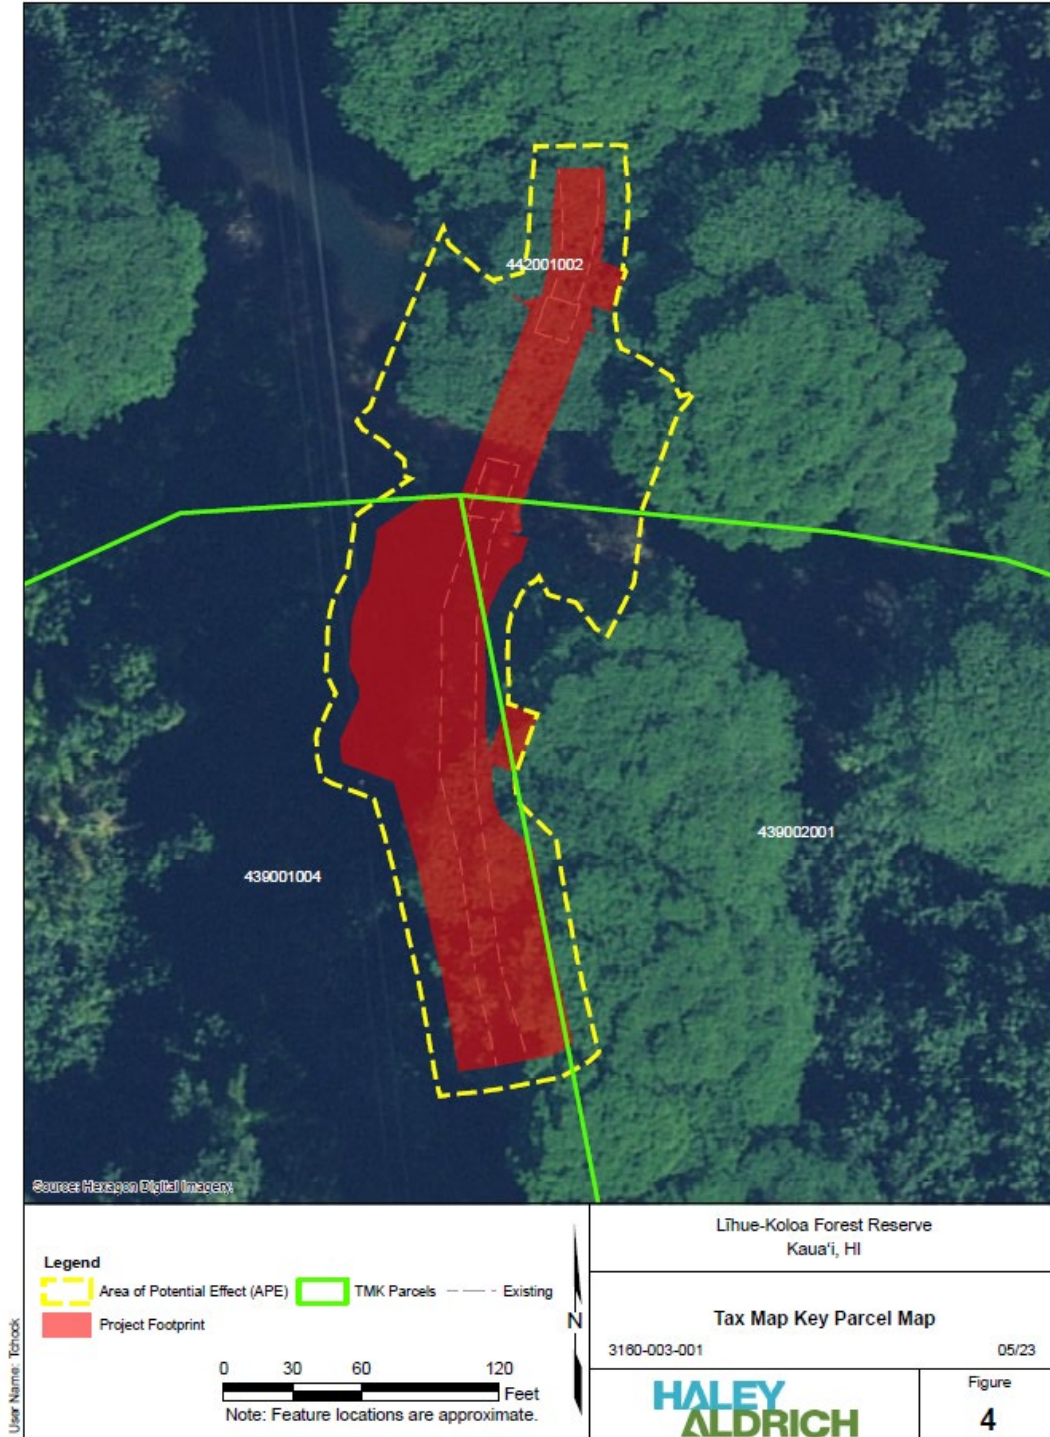 442001002
439002001
439001004
Source: Hexagon Digital Imagery.
Legend
Area of Potential Effect (APE)
TMK Parcels
Existing
Project Footprint
0 30 60 120
Feet
Note: Feature locations are approximate.
N
Līhue-Koloa Forest Reserve
Kauaʻi, HI
Tax Map Key Parcel Map
3160-003-001 05/23
HALEY
ALDRICH
Figure
4
User Name: Tchock